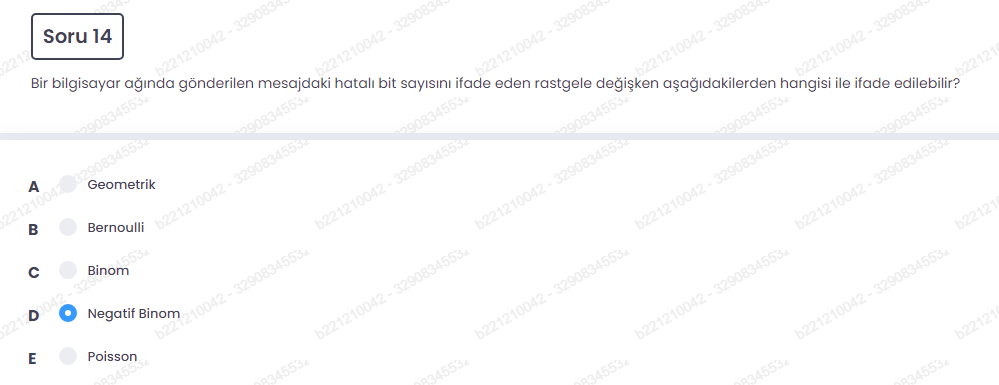 Soru 14
Bir bilgisayar ağında gönderilen mesajdaki hatalı bit sayısını ifade eden rastgele değişken aşağıdakilerden hangisi ile ifade edilebilir?
A Geometrik
B Bernoulli
C Binom
D Negatif Binom
E Poisson